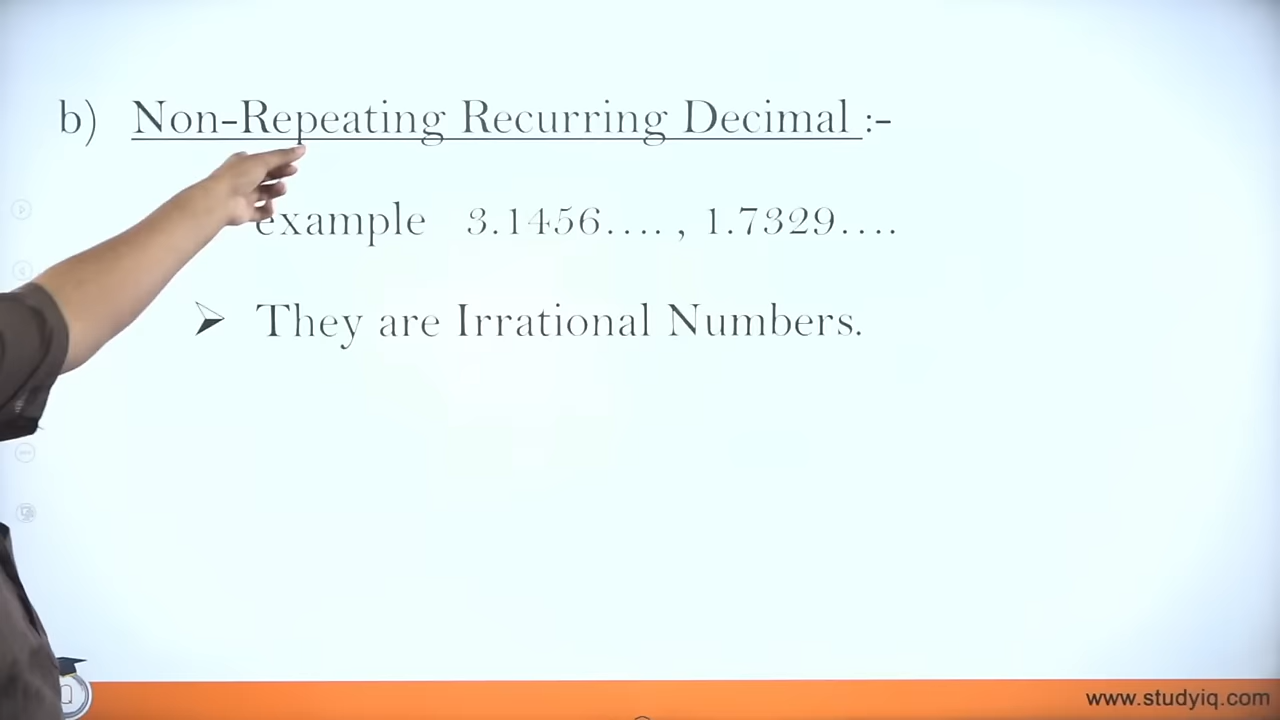 b) Non-Repeating Recurring Decimal :-
example 3.1456...., 1.7329....
➤ They are Irrational Numbers.
www.studyiq.com